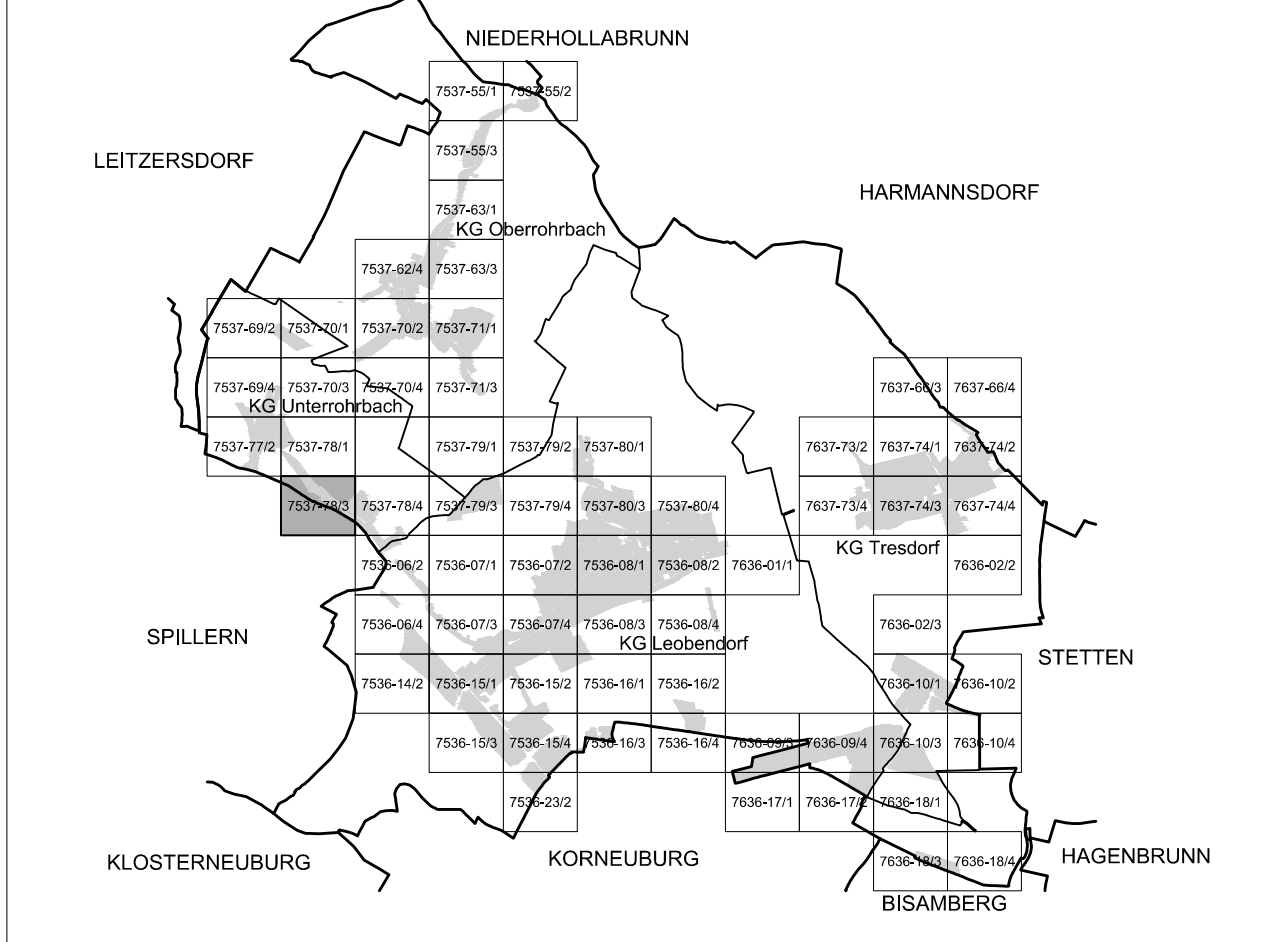 NIEDERHOLLABRUNN
7537-55/1 7537-55/2
7537-55/3
LEITZERSDORF
HARMANNSDORF
7537-63/1
KG Oberrohrbach
7537-62/4 7537-63/3
7537-69/2 7537-70/1 7537-70/2 7537-71/1
7537-69/4 7537-70/3 7537-70/4 7537-71/3 7637-66/3 7637-66/4
KG Unterrohrbach
7537-77/2 7537-78/1 7537-79/1 7537-79/2 7537-80/1 7637-73/2 7637-74/1 7637-74/2
7537-78/3 7537-78/4 7537-79/3 7537-79/4 7537-80/3 7537-80/4 7637-73/4 7637-74/3 7637-74/4
KG Tresdorf
7536-06/2 7536-07/1 7536-07/2 7536-08/1 7536-08/2 7636-01/1 7636-02/2
7536-06/4 7536-07/3 7536-07/4 7536-08/3 7536-08/4 7636-02/3
SPILLERN
KG Leobendorf
STETTEN
7536-14/2 7536-15/1 7536-15/2 7536-16/1 7536-16/2 7636-10/1 7636-10/2
7536-15/3 7536-15/4 7536-16/3 7536-16/4 7636-09/3 7636-09/4 7636-10/3 7636-10/4
7536-23/2 7636-17/1 7636-17/2 7636-18/1
KLOSTERNEUBURG KORNEUBURG 7636-18/3 7636-18/4 HAGENBRUNN
BISAMBERG